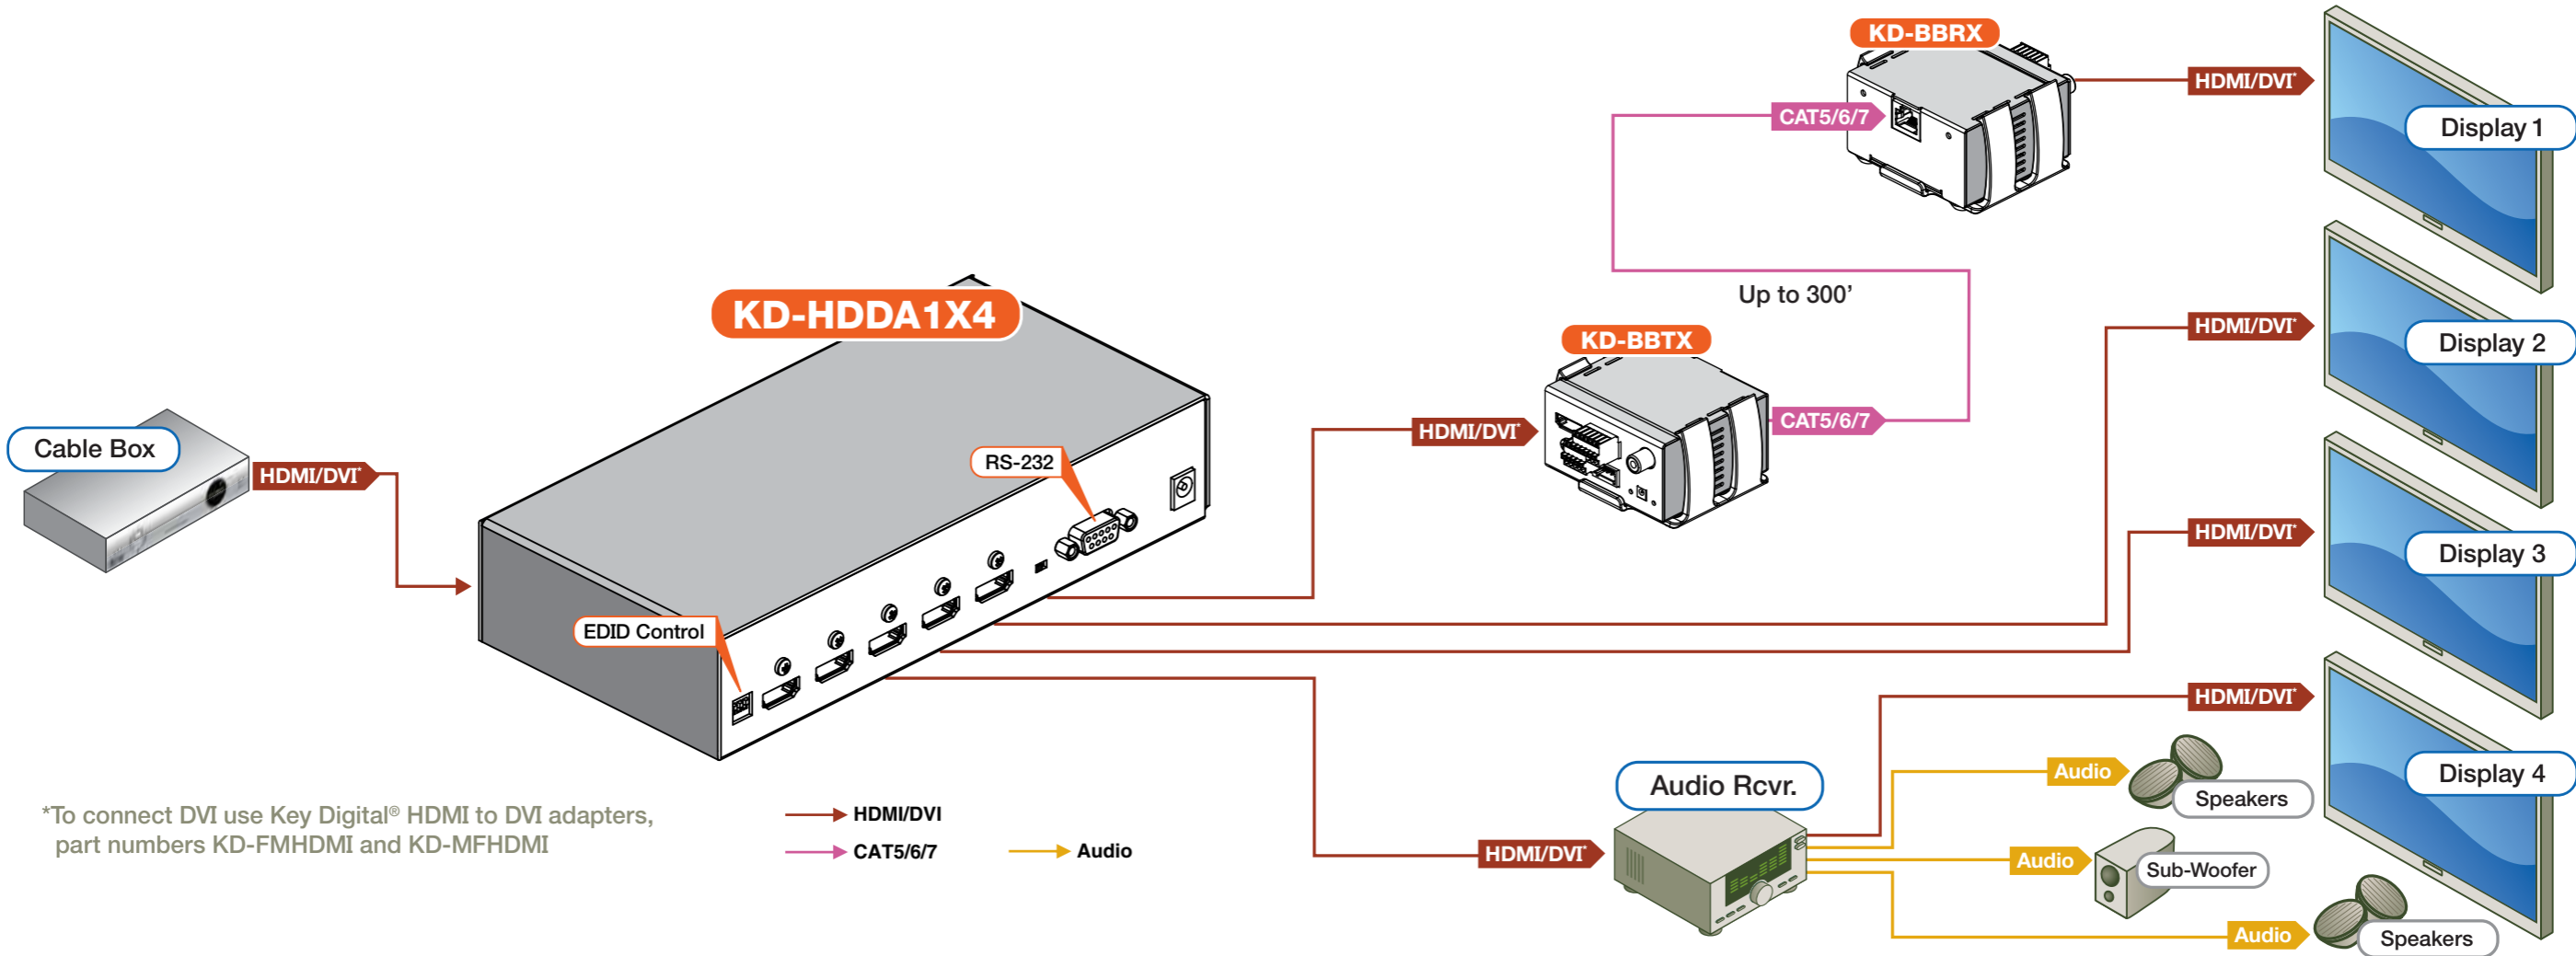 KD-BBRX
HDMI/DVI*
CAT5/6/7
Display 1
Up to 300’
KD-HDDA1X4
KD-BBTX
HDMI/DVI*
Display 2
HDMI/DVI*
CAT5/6/7
Cable Box
HDMI/DVI*
RS-232
HDMI/DVI*
Display 3
EDID Control
HDMI/DVI*
Display 4
Audio Rcvr.
Audio
Speakers
*To connect DVI use Key Digital® HDMI to DVI adapters,
part numbers KD-FMHDMI and KD-MFHDMI
HDMI/DVI
CAT5/6/7
Audio
HDMI/DVI*
Audio
Sub-Woofer
Audio
Speakers